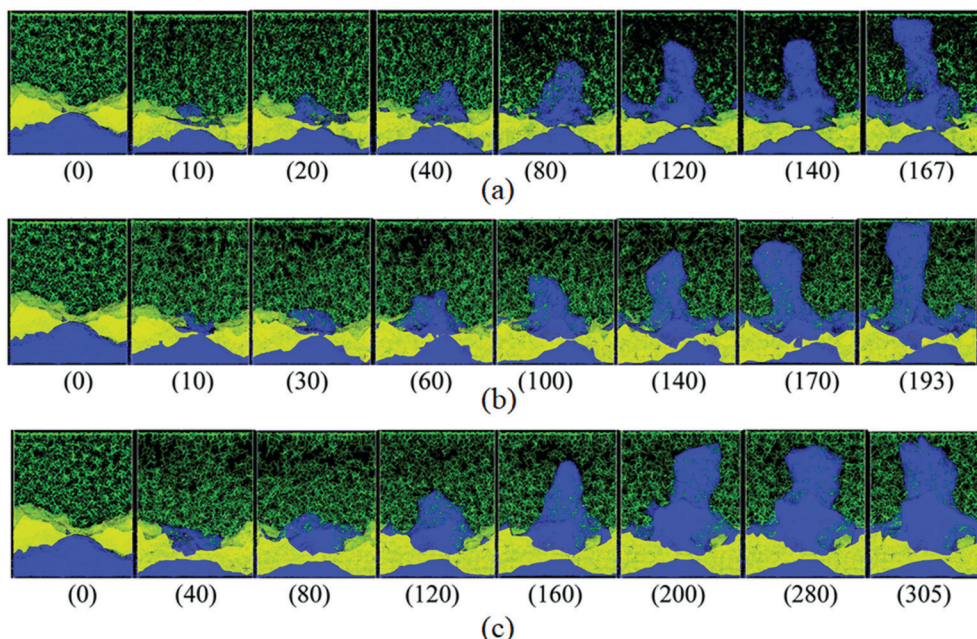 (0) (10) (20) (40) (80) (120) (140) (167)
(a)
(0) (10) (30) (60) (100) (140) (170) (193)
(b)
(0) (40) (80) (120) (160) (200) (280) (305)
(c)